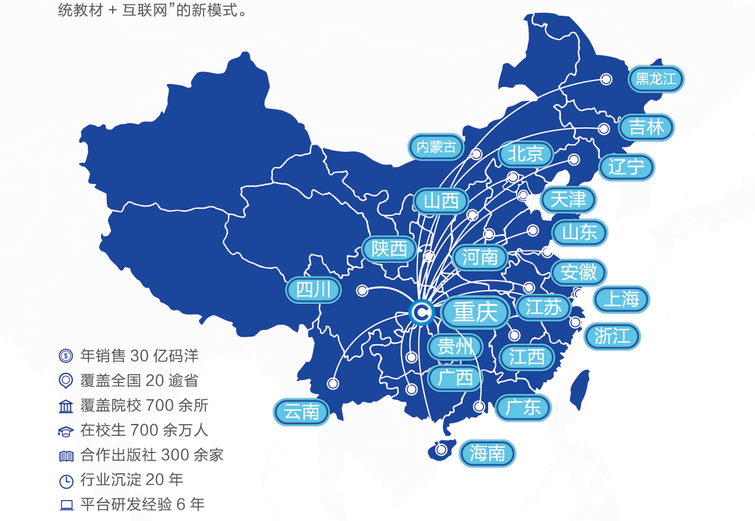 统教材 + 互联网”的新模式。
黑龙江
吉林
内蒙古
北京
辽宁
山西
天津
山东
陕西
河南
安徽
四川
上海
重庆
江苏
浙江
贵州
江西
广西
云南
广东
海南
年销售 30 亿码洋
覆盖全国 20 逾省
覆盖院校 700 余所
在校生 700 余万人
合作出版社 300 余家
行业沉淀 20 年
平台研发经验 6 年